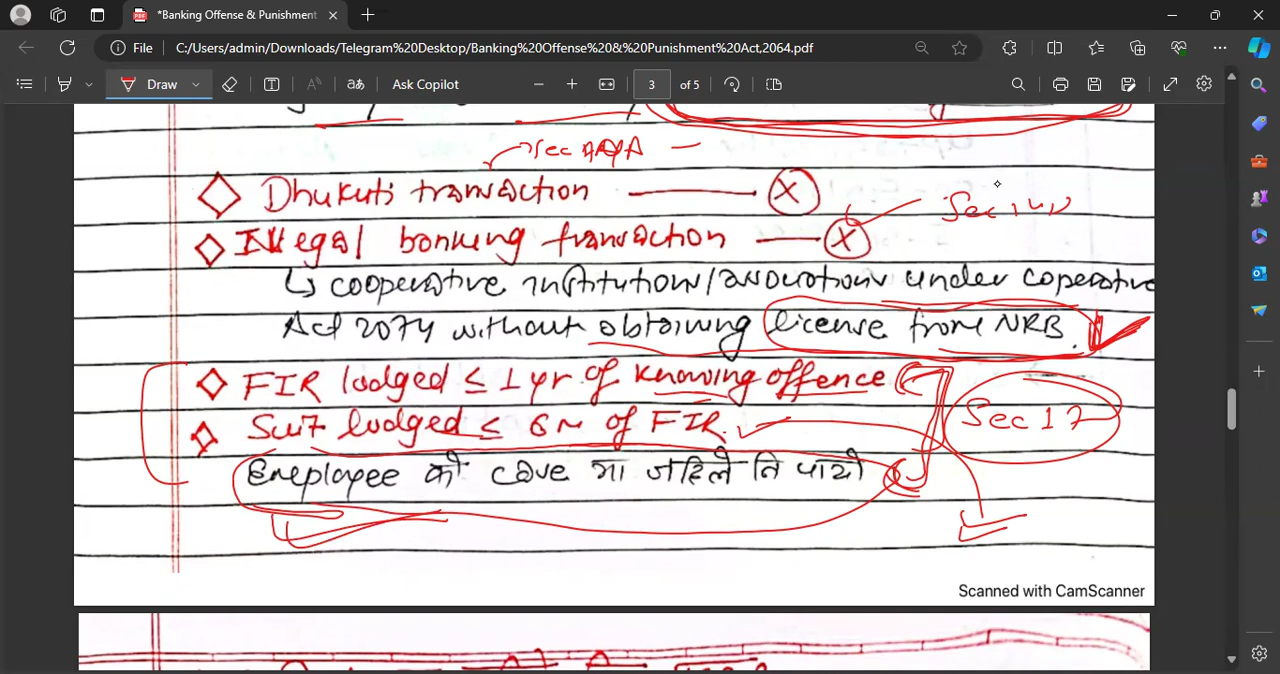 *Banking Offense & Punishment
File C:/Users/admin/Downloads/Telegram%20Desktop/Banking%20Offense%20&%20Punishment%20Act,2064.pdf
Draw Ask Copilot 3 of 5
Sec
Dhukuti transaction — X
Sec
Illegal banking transaction — X
↳ cooperative institution/associations under coperative
Act 2074 without obtaining license from NRB.
FIR lodged ≤ 1 yr of knowing offence
Sec 17
Suit lodged ≤ 6m of FIR.
Employee को case मा जहिले नि पायो
Scanned with CamScanner